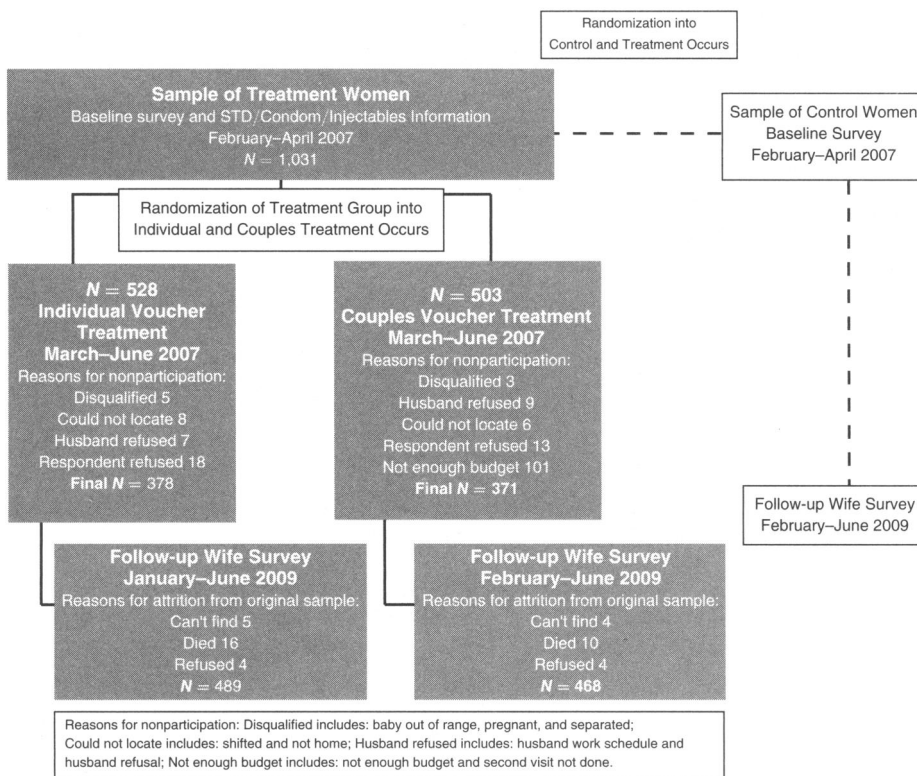 Randomization into
Control and Treatment Occurs
Sample of Treatment Women
Baseline survey and STD/Condom/Injectables Information
February–April 2007
N = 1,031
Sample of Control Women
Baseline Survey
February–April 2007
Randomization of Treatment Group into
Individual and Couples Treatment Occurs
N = 528
Individual Voucher
Treatment
March–June 2007
Reasons for nonparticipation:
Disqualified 5
Could not locate 8
Husband refused 7
Respondent refused 18
Final N = 378
N = 503
Couples Voucher Treatment
March–June 2007
Reasons for nonparticipation:
Disqualified 3
Husband refused 9
Could not locate 6
Respondent refused 13
Not enough budget 101
Final N = 371
Follow-up Wife Survey
February–June 2009
Follow-up Wife Survey
January–June 2009
Reasons for attrition from original sample:
Can't find 5
Died 16
Refused 4
N = 489
Follow-up Wife Survey
February–June 2009
Reasons for attrition from original sample:
Can't find 4
Died 10
Refused 4
N = 468
Reasons for nonparticipation: Disqualified includes: baby out of range, pregnant, and separated;
Could not locate includes: shifted and not home; Husband refused includes: husband work schedule and
husband refusal; Not enough budget includes: not enough budget and second visit not done.